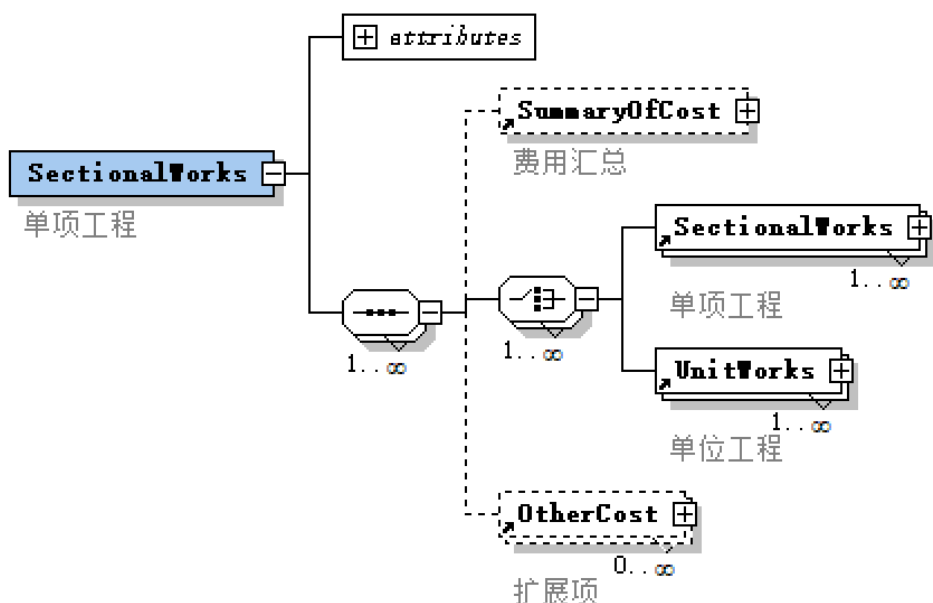 attributes
SummaryOfCost
费用汇总
SectionalWorks
单项工程
SectionalWorks
1..∞
单项工程
1..∞
1..∞
UnitWorks
1..∞
单位工程
OtherCost
0..∞
扩展项